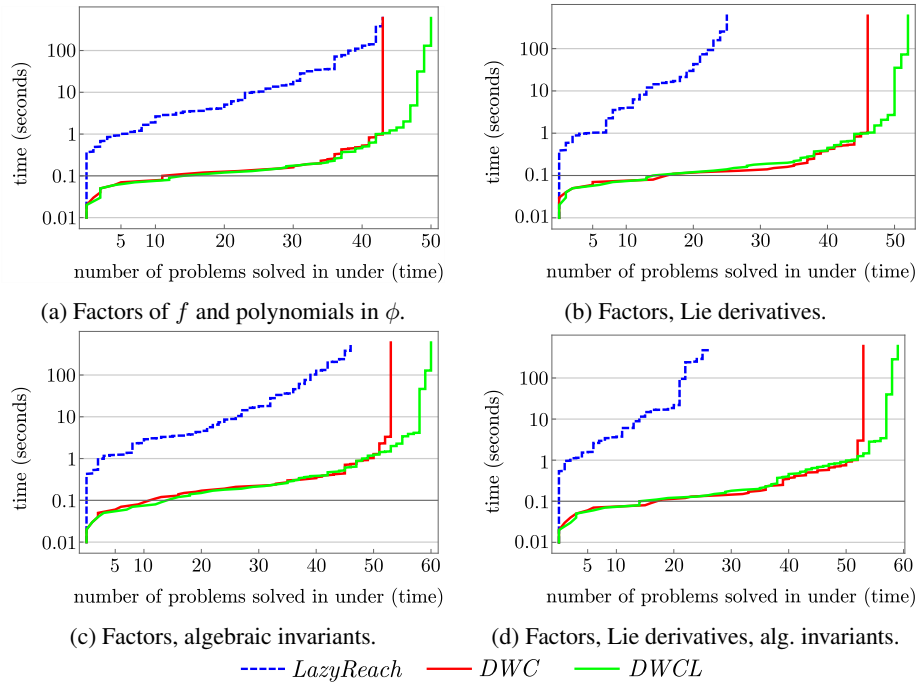 100
10
1
0.1
0.01
time (seconds)
5 10 20 30 40 50
number of problems solved in under (time)
(a) Factors of f and polynomials in ϕ.
100
10
1
0.1
0.01
time (seconds)
5 10 20 30 40 50
number of problems solved in under (time)
(b) Factors, Lie derivatives.
100
10
1
0.1
0.01
time (seconds)
5 10 20 30 40 50 60
number of problems solved in under (time)
(c) Factors, algebraic invariants.
100
10
1
0.1
0.01
time (seconds)
5 10 20 30 40 50 60
number of problems solved in under (time)
(d) Factors, Lie derivatives, alg. invariants.
LazyReach DWC DWCL